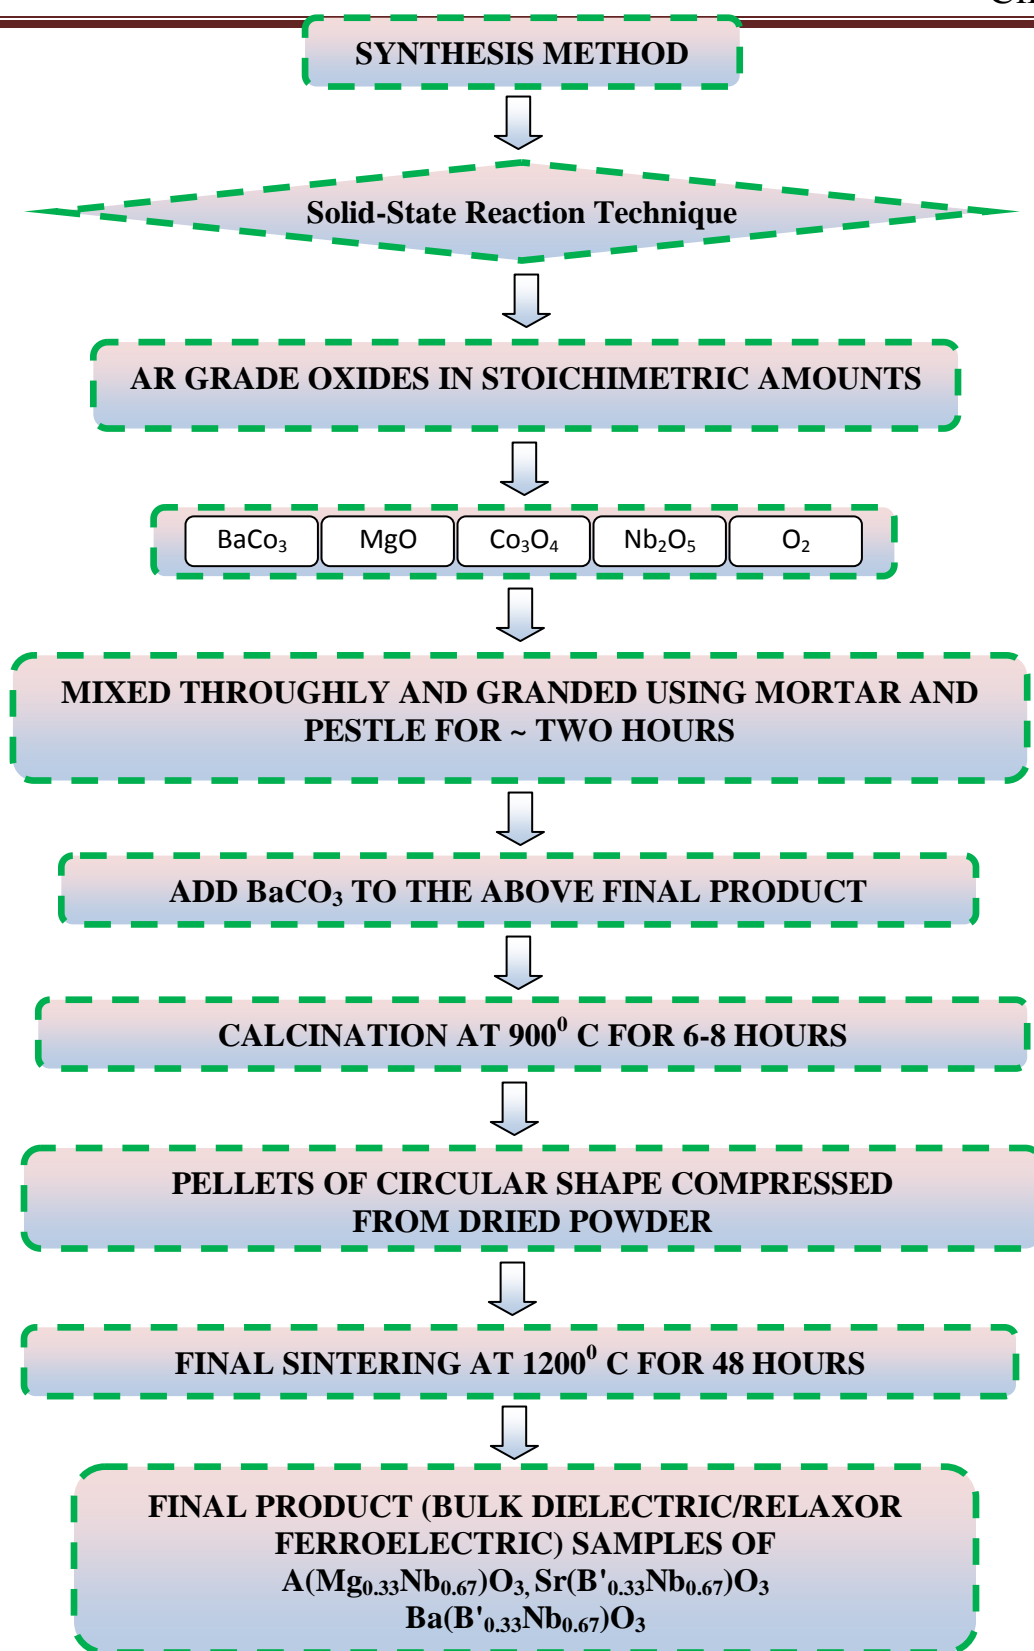 SYNTHESIS METHOD
Solid-State Reaction Technique
AR GRADE OXIDES IN STOICHIMETRIC AMOUNTS
BaCo₃ MgO Co₃O₄ Nb₂O₅ O₂
MIXED THROUGHLY AND GRANDED USING MORTAR AND
PESTLE FOR ~ TWO HOURS
ADD BaCO₃ TO THE ABOVE FINAL PRODUCT
CALCINATION AT 900⁰ C FOR 6-8 HOURS
PELLETS OF CIRCULAR SHAPE COMPRESSED
FROM DRIED POWDER
FINAL SINTERING AT 1200⁰ C FOR 48 HOURS
FINAL PRODUCT (BULK DIELECTRIC/RELAXOR
FERROELECTRIC) SAMPLES OF
A(Mg₀.₃₃Nb₀.₆₇)O₃, Sr(B'₀.₃₃Nb₀.₆₇)O₃
Ba(B'₀.₃₃Nb₀.₆₇)O₃